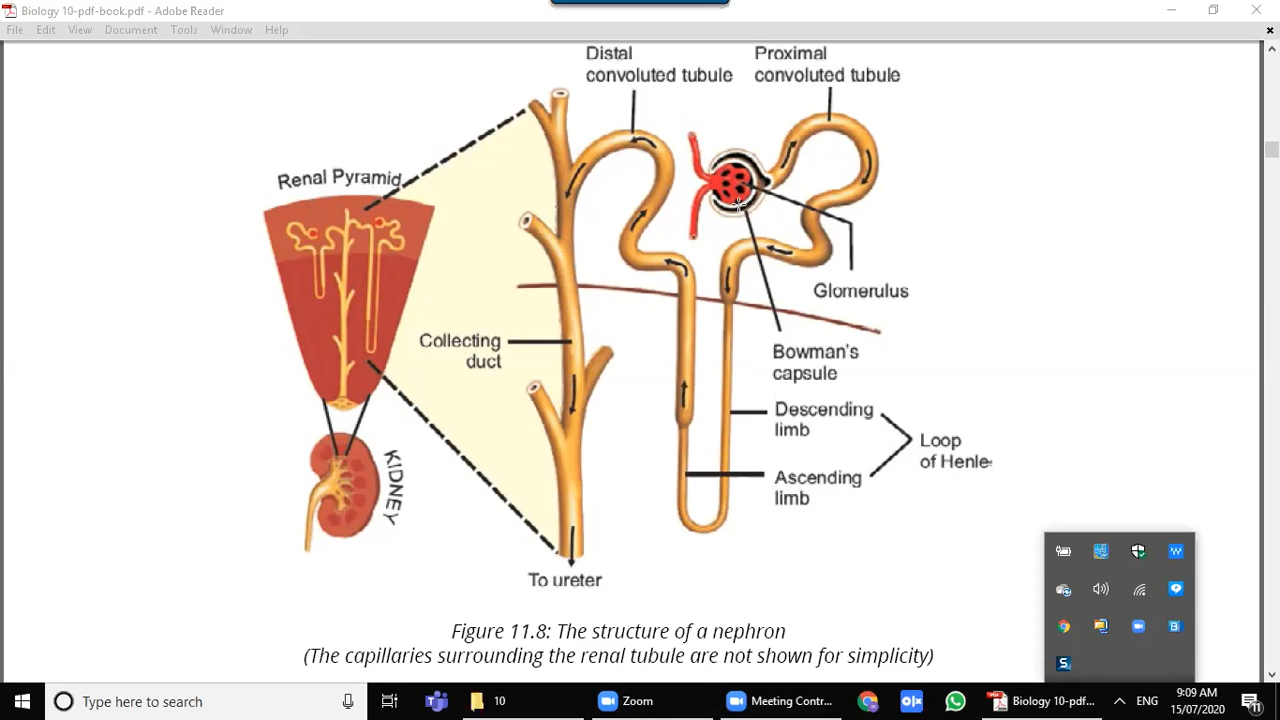 Biology 10-pdf-book.pdf - Adobe Reader
File Edit View Document Tools Window Help
Distal
convoluted tubule
Proximal
convoluted tubule
Renal Pyramid
Glomerulus
Collecting
duct
Bowman's
capsule
Descending
limb
Loop
of Henle
Ascending
limb
KIDNEY
To ureter
Figure 11.8: The structure of a nephron
(The capillaries surrounding the renal tubule are not shown for simplicity)
Type here to search
10
Zoom
Meeting Contr...
Biology 10-pdf-...
ENG
9:09 AM
15/07/2020
11